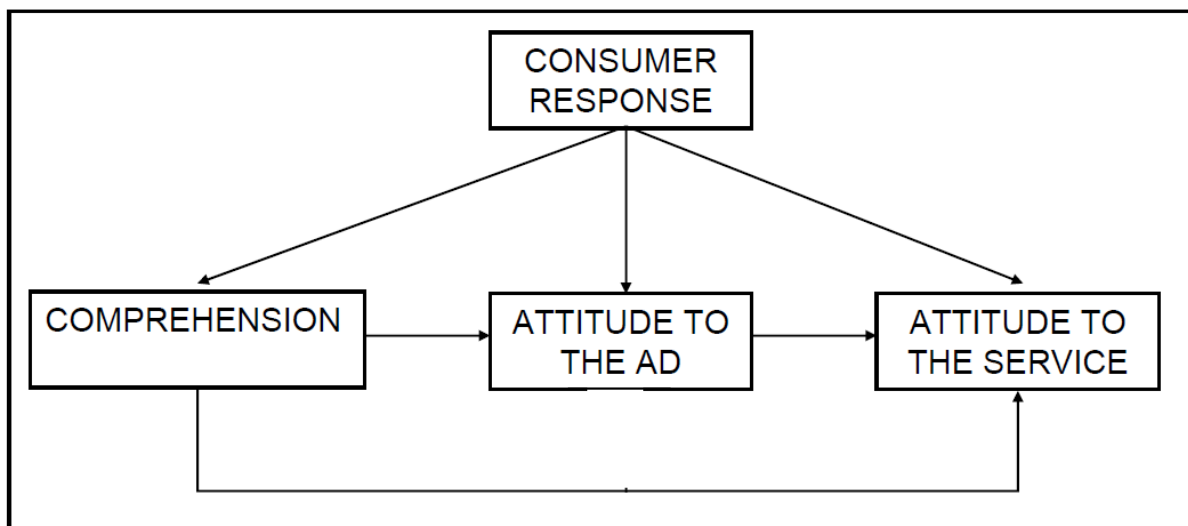 CONSUMER
RESPONSE
COMPREHENSION
ATTITUDE TO
THE AD
ATTITUDE TO
THE SERVICE